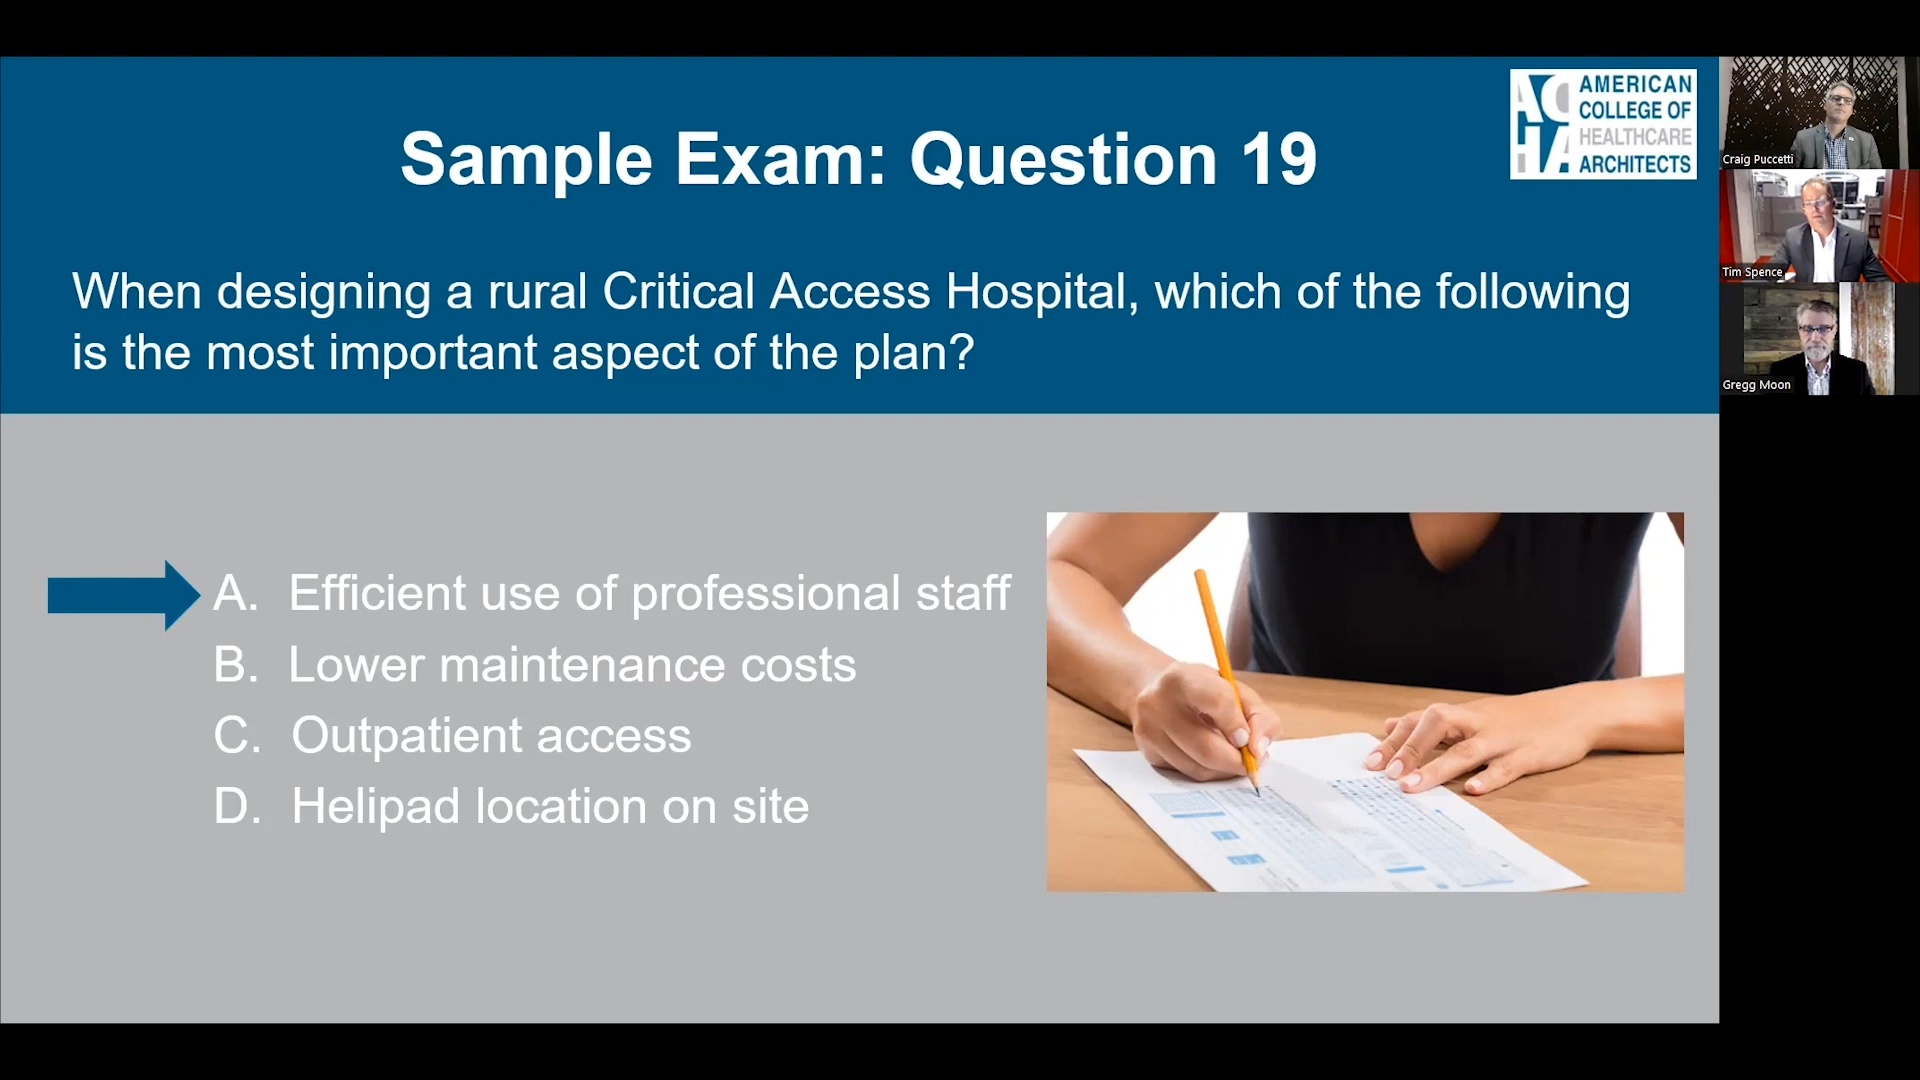 Sample Exam: Question 19
ACHA
AMERICAN
COLLEGE OF
HEALTHCARE
ARCHITECTS
When designing a rural Critical Access Hospital, which of the following
is the most important aspect of the plan?
A. Efficient use of professional staff
B. Lower maintenance costs
C. Outpatient access
D. Helipad location on site
Craig Puccetti
Tim Spence
Gregg Moon